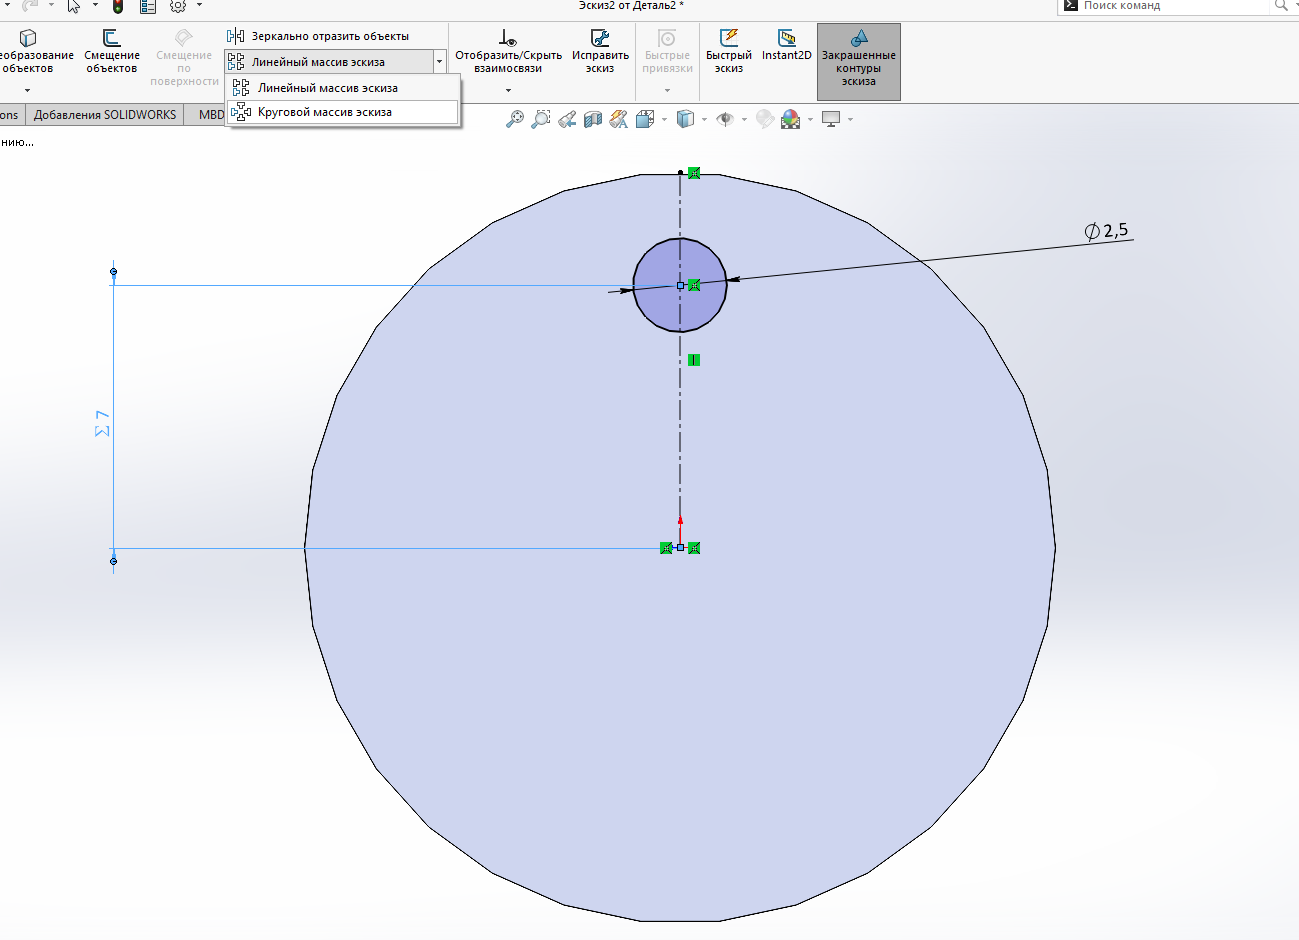 Эскиз2 от Деталь2 *
Поиск команд
еобразование
объектов
Смещение
объектов
Смещение
по
поверхности
Зеркально отразить объекты
Линейный массив эскиза
Линейный массив эскиза
Круговой массив эскиза
Отобразить/Скрыть
взаимосвязи
Исправить
эскиз
Быстрые
привязки
Быстрый
эскиз
Instant2D
Закрашенные
контуры
эскиза
ons
Добавления SOLIDWORKS
MBD
нию...
∅2,5
Σ 7